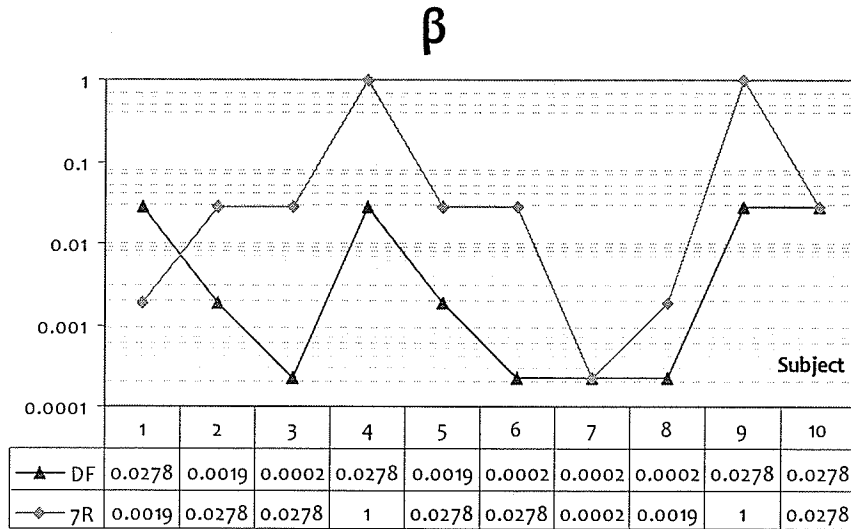 β
1
0.1
0.01
0.001
0.0001
Subject
1 2 3 4 5 6 7 8 9 10
DF 0.0278 0.0019 0.0002 0.0278 0.0019 0.0002 0.0002 0.0002 0.0278 0.0278
7R 0.0019 0.0278 0.0278 1 0.0278 0.0278 0.0002 0.0019 1 0.0278